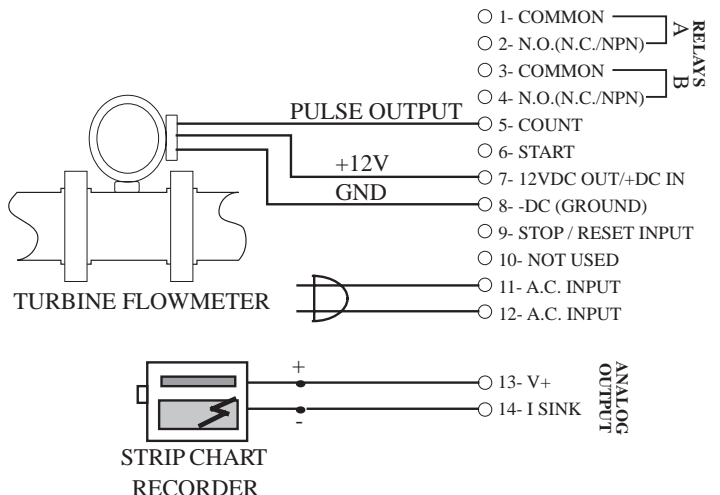 1- COMMON
2- N.O.(N.C./NPN)
A
3- COMMON
4- N.O.(N.C./NPN)
B
RELAYS
PULSE OUTPUT
5- COUNT
6- START
+12V
7- 12VDC OUT/+DC IN
GND
8- -DC (GROUND)
9- STOP / RESET INPUT
10- NOT USED
TURBINE FLOWMETER
11- A.C. INPUT
12- A.C. INPUT
+
13- V+
-
14- I SINK
ANALOG
OUTPUT
STRIP CHART
RECORDER